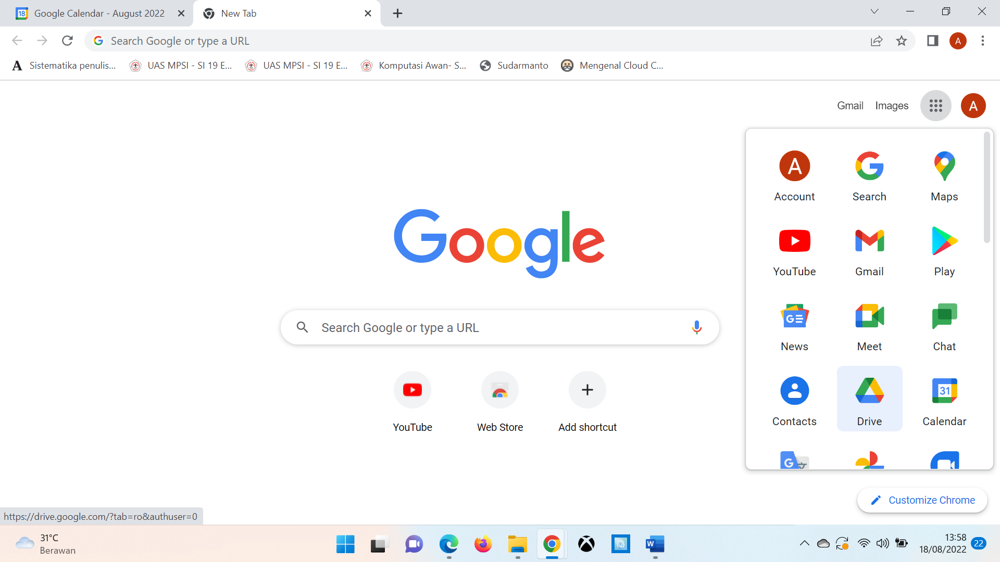 Google Calendar - August 2022
New Tab
Search Google or type a URL
A
Sistematika penulis...
UAS MPSI - SI 19 E...
UAS MPSI - SI 19 E...
Komputasi Awan- S...
Sudarmanto
Mengenal Cloud C...
Gmail
Images
A
Google
Search Google or type a URL
YouTube
Web Store
Add shortcut
A
Account
Search
Maps
YouTube
Gmail
Play
News
Meet
Chat
Contacts
Drive
31
Calendar
Customize Chrome
https://drive.google.com/?tab=ro&authuser=0
31°C
Berawan
13:58
18/08/2022
22